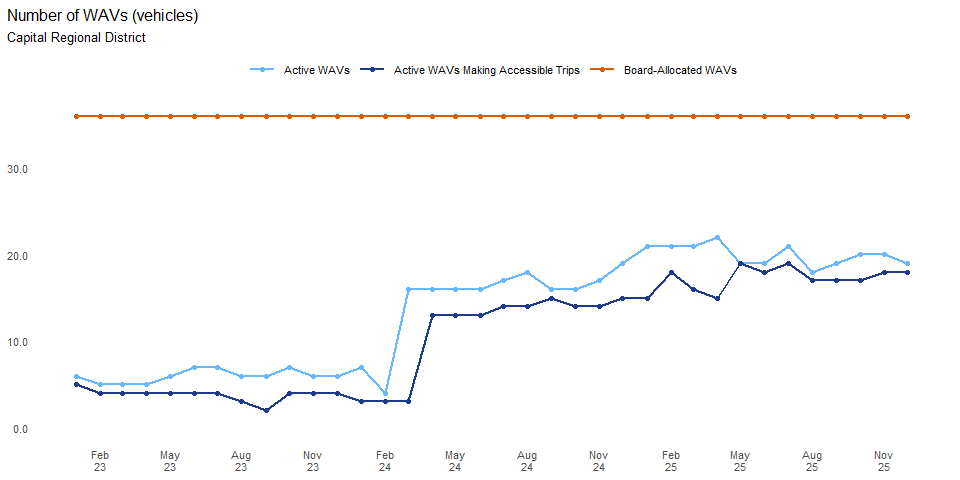 Number of WAVs (vehicles)
Capital Regional District
Active WAVs Active WAVs Making Accessible Trips Board-Allocated WAVs
30.0
20.0
10.0
0.0
Feb May Aug Nov Feb May Aug Nov Feb May Aug Nov
23 23 23 23 24 24 24 24 25 25 25 25